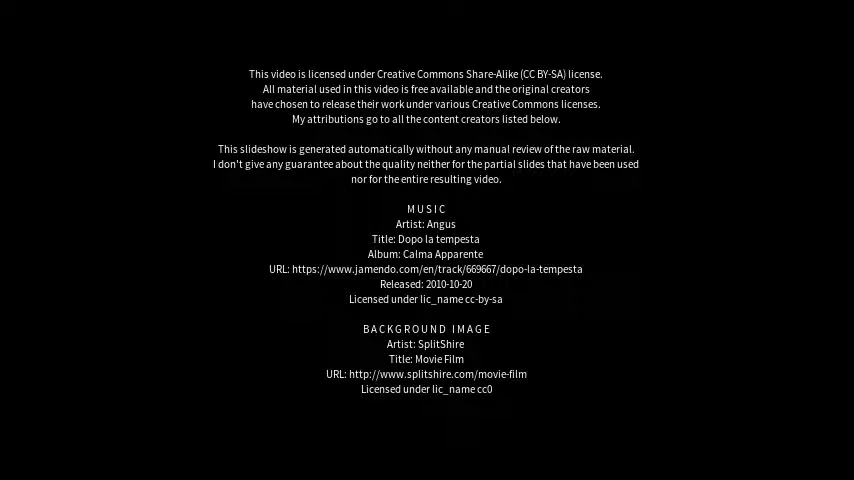 This video is licensed under Creative Commons Share-Alike (CC BY-SA) license.
All material used in this video is free available and the original creators
have chosen to release their work under various Creative Commons licenses.
My attributions go to all the content creators listed below.
This slideshow is generated automatically without any manual review of the raw material.
I don't give any guarantee about the quality neither for the partial slides that have been used
nor for the entire resulting video.
MUSIC
Artist: Angus
Title: Dopo la tempesta
Album: Calma Apparente
URL: https://www.jamendo.com/en/track/669667/dopo-la-tempesta
Released: 2010-10-20
Licensed under lic_name cc-by-sa
BACKGROUND IMAGE
Artist: SplitShire
Title: Movie Film
URL: http://www.splitshire.com/movie-film
Licensed under lic_name cc0